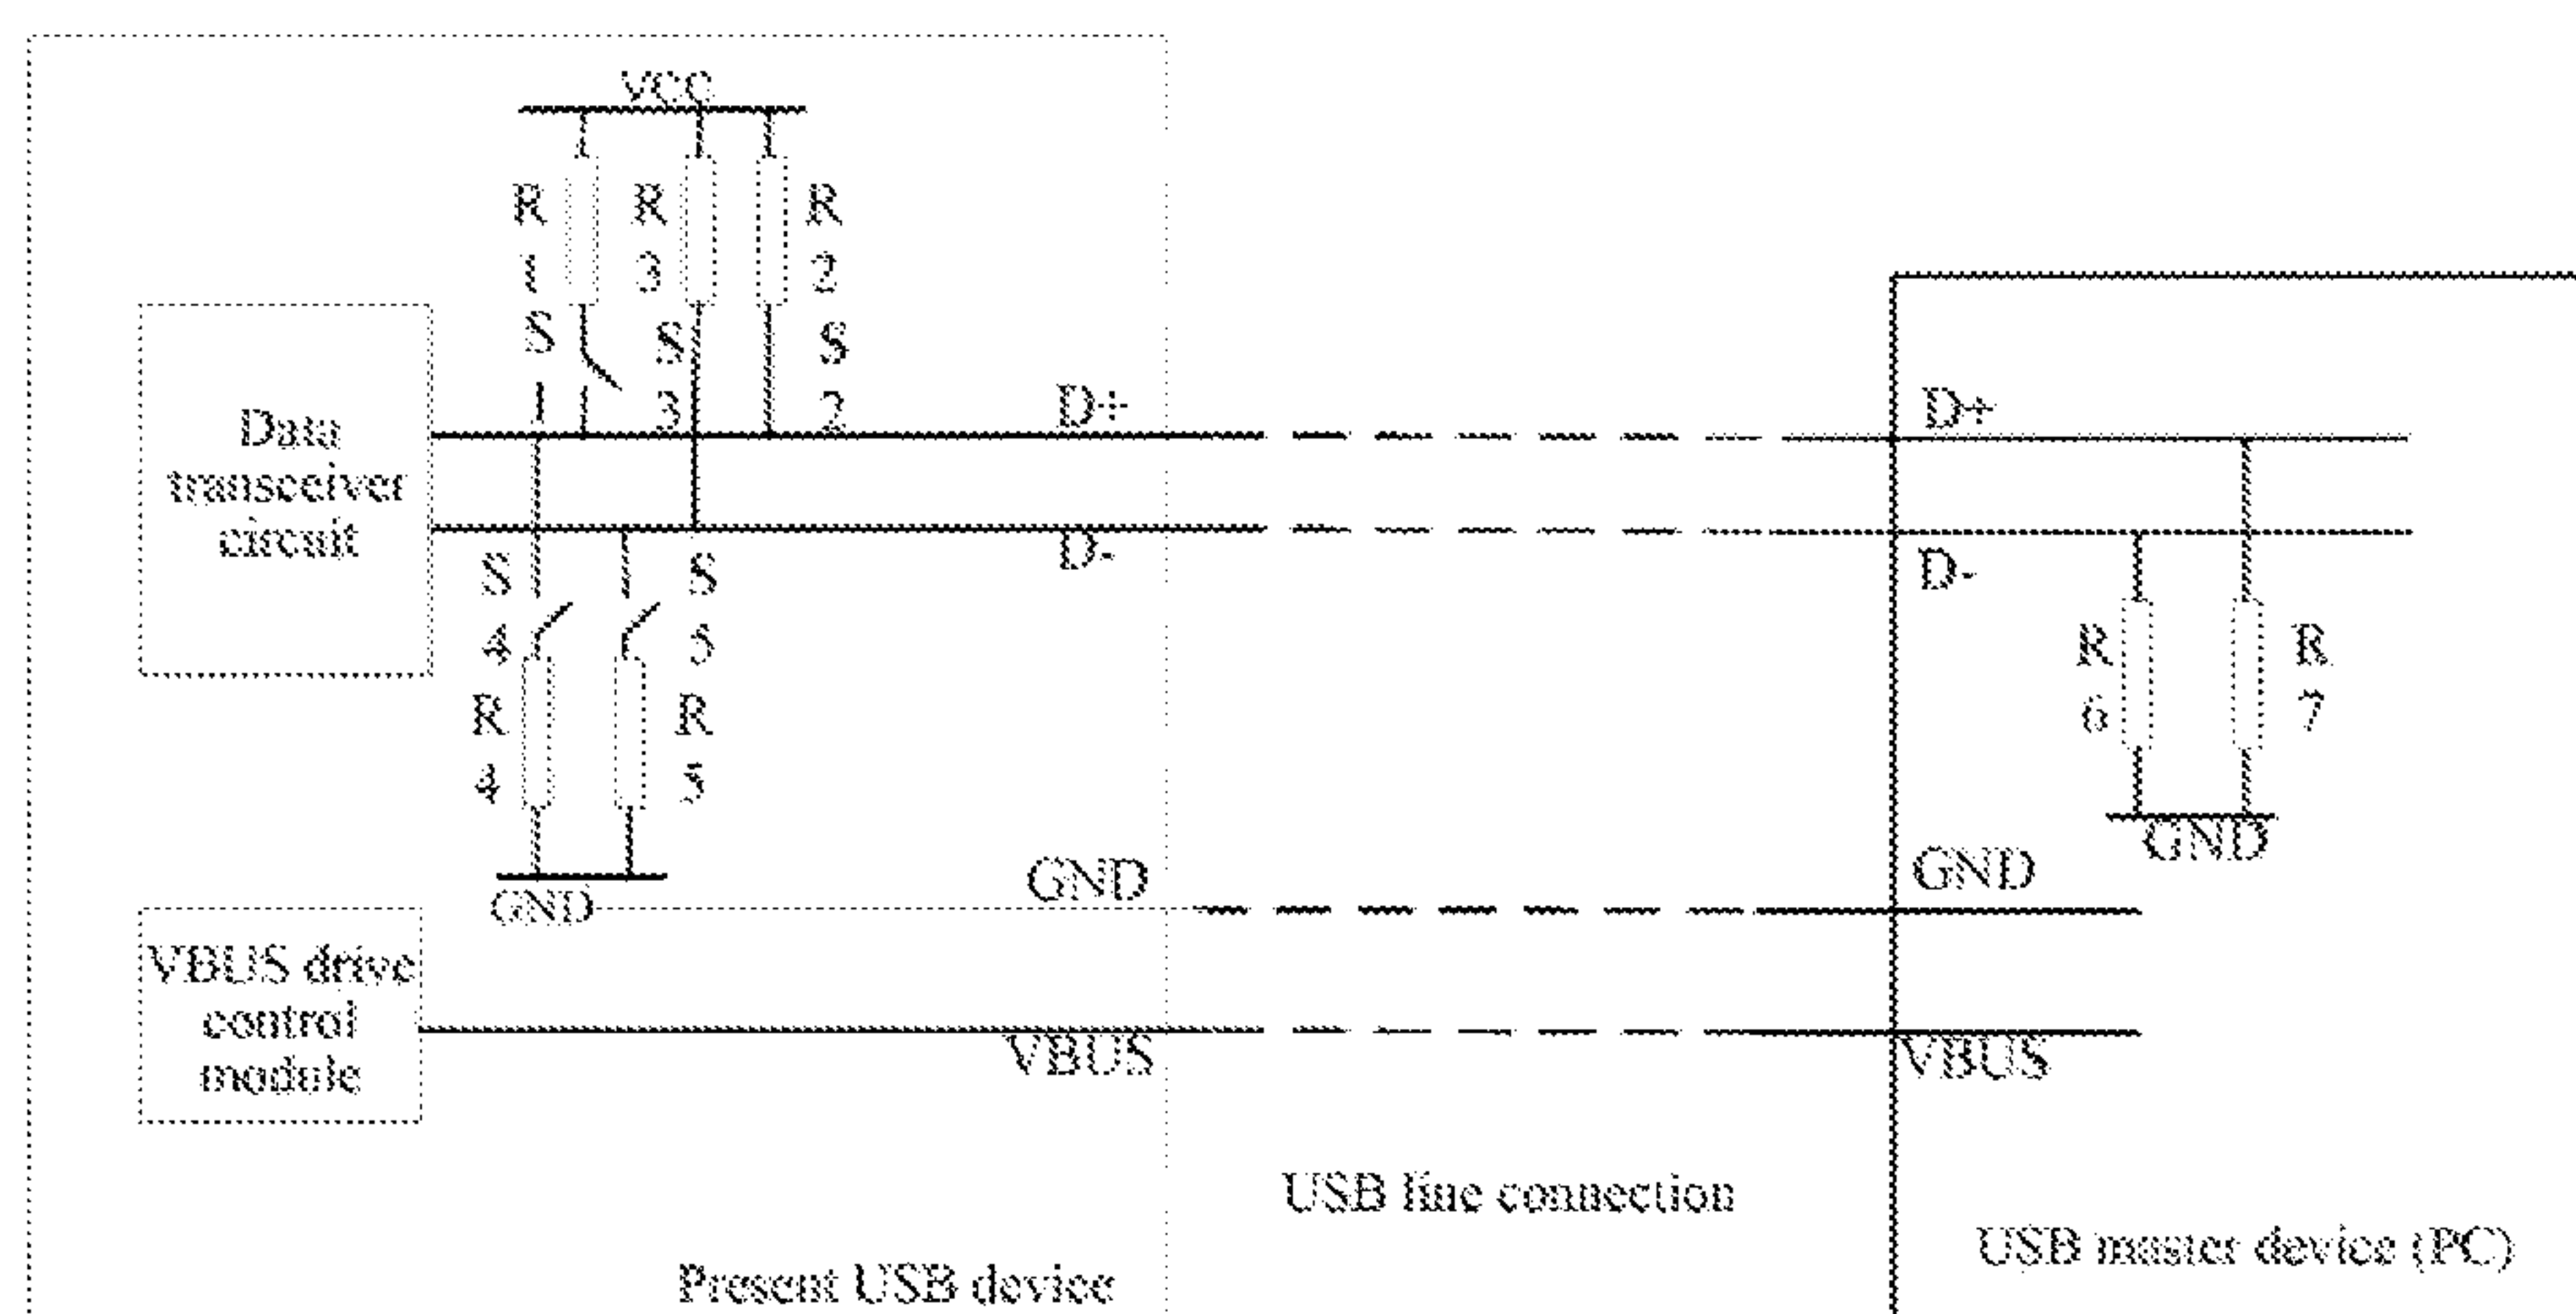 VCC
R
1
R
3
R
2
S
1
S
3
S
2
D+
D+
Data
transceiver
circuit
D-
D-
S
4
S
5
R
4
R
5
R
6
R
7
GND
GND
GND
GND
VBUS drive
control
module
VBUS
VBUS
USB line connection
USB master device (PC)
Present USB device